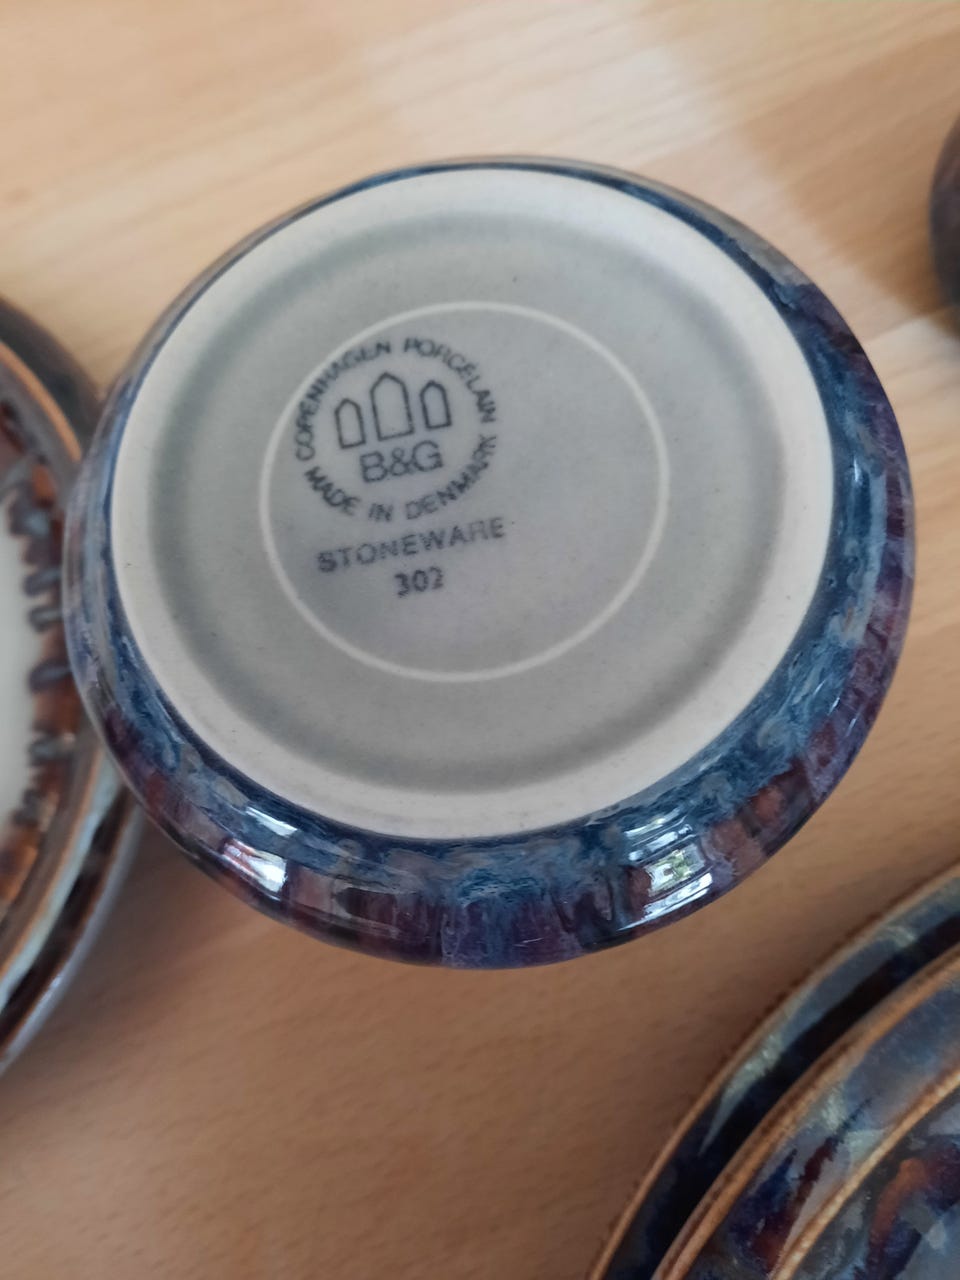 COPENHAGEN PORCELAIN
B&G
MADE IN DENMARK
STONEWARE
302